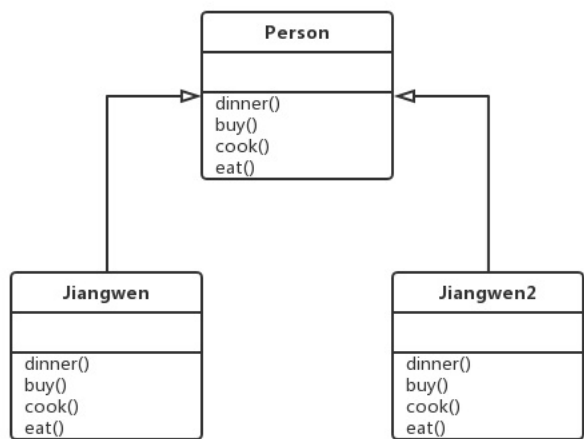 Person
dinner()
buy()
cook()
eat()
Jiangwen
dinner()
buy()
cook()
eat()
Jiangwen2
dinner()
buy()
cook()
eat()